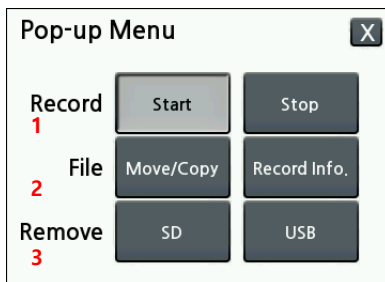 Pop-up Menu X
Record Start Stop
1
File Move/Copy Record Info.
2
Remove SD USB
3